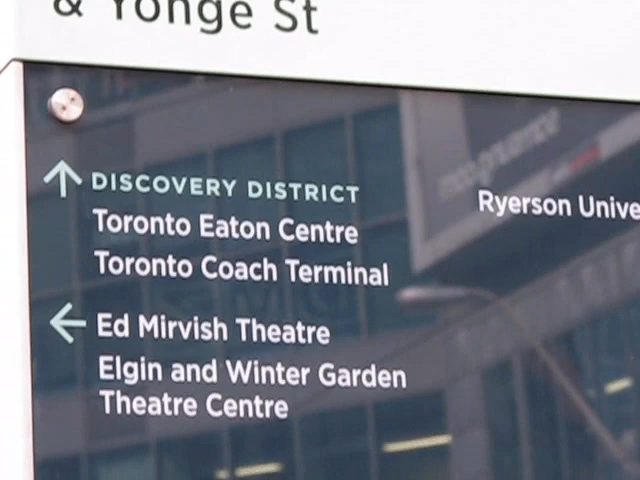 & Yonge St
DISCOVERY DISTRICT
Toronto Eaton Centre
Toronto Coach Terminal
Ryerson Unive
Ed Mirvish Theatre
Elgin and Winter Garden
Theatre Centre